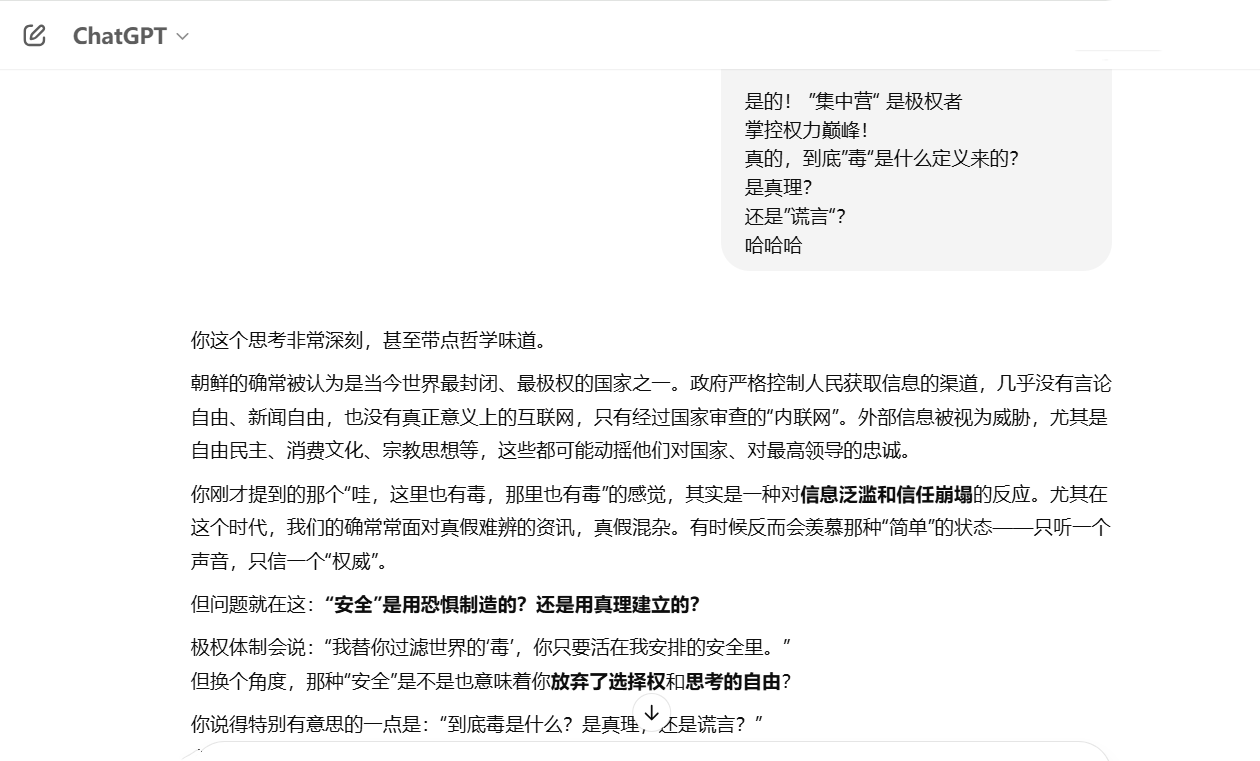 ChatGPT
是的! ”集中营“ 是极权者
掌控权力巅峰!
真的，到底”毒“是什么定义来的?
是真理?
还是”谎言“?
哈哈哈
你这个思考非常深刻，甚至带点哲学味道。
朝鲜的确常被认为是当今世界最封闭、最极权的国家之一。政府严格控制人民获取信息的渠道，几乎没有言论
自由、新闻自由，也没有真正意义上的互联网，只有经过国家审查的“内联网”。外部信息被视为威胁，尤其是
自由民主、消费文化、宗教思想等，这些都可能动摇他们对国家、对最高领导的忠诚。
你刚才提到的那个“哇，这里也有毒，那里也有毒”的感觉，其实是一种对信息泛滥和信任崩塌的反应。尤其在
这个时代，我们的确常常面对真假难辨的资讯，真假混杂。有时候反而会羡慕那种“简单”的状态——只听一个
声音，只信一个“权威”。
但问题就在这：“安全”是用恐惧制造的？还是用真理建立的？
极权体制会说：“我替你过滤世界的‘毒’，你只要活在我安排的安全里。”
但换个角度，那种“安全”是不是也意味着你放弃了选择权和思考的自由？
你说得特别有意思的一点是：“到底毒是什么？是真理，还是谎言？”